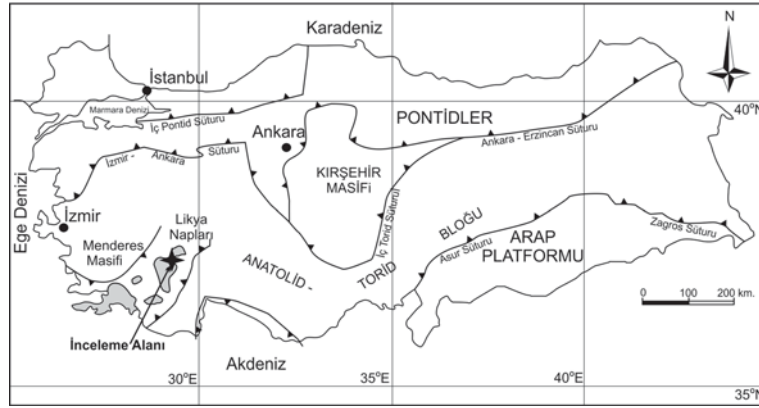 Karadeniz
N
İstanbul
Marmara Denizi
40°N
İç Pontid Süturu
PONTİDLER
Ankara
Ankara - Erzincan Süturu
İzmir - Ankara Süturu
KIRŞEHİR
MASİFİ
Ege Denizi
İzmir
Likya
Napları
Menderes
Masifi
İç Torid Süturu
BLOĞU
Asur Süturu
ARAP
PLATFORMU
Zagros Süturu
ANATOLİD -
TORİD
0 100 200 km.
İnceleme Alanı
Akdeniz
30°E
35°E
40°E
35°N